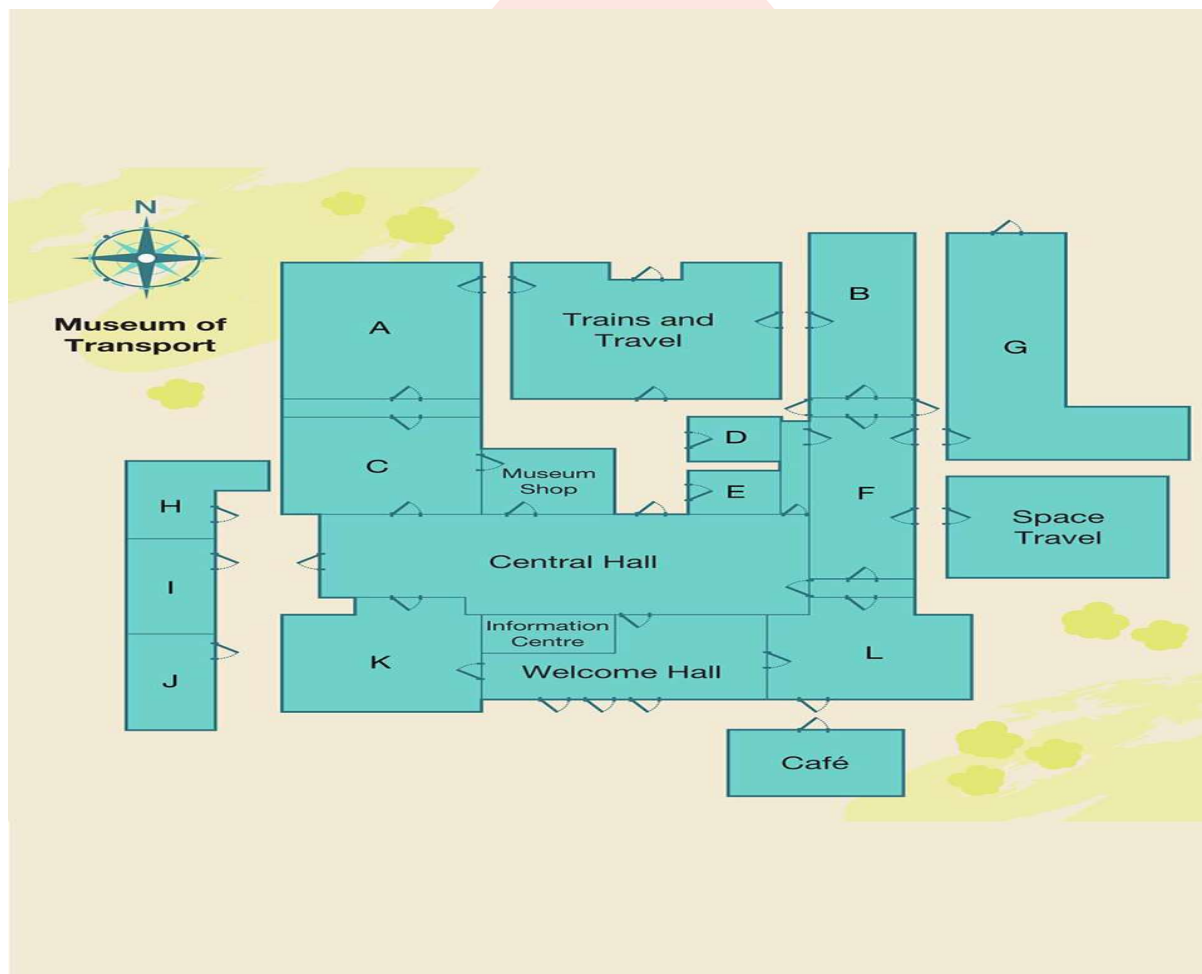 N
Museum of
Transport
A
Trains and
Travel
B
G
C
Museum
Shop
D
E
F
H
I
J
Central Hall
Space
Travel
Information
Centre
K
Welcome Hall
L
Café